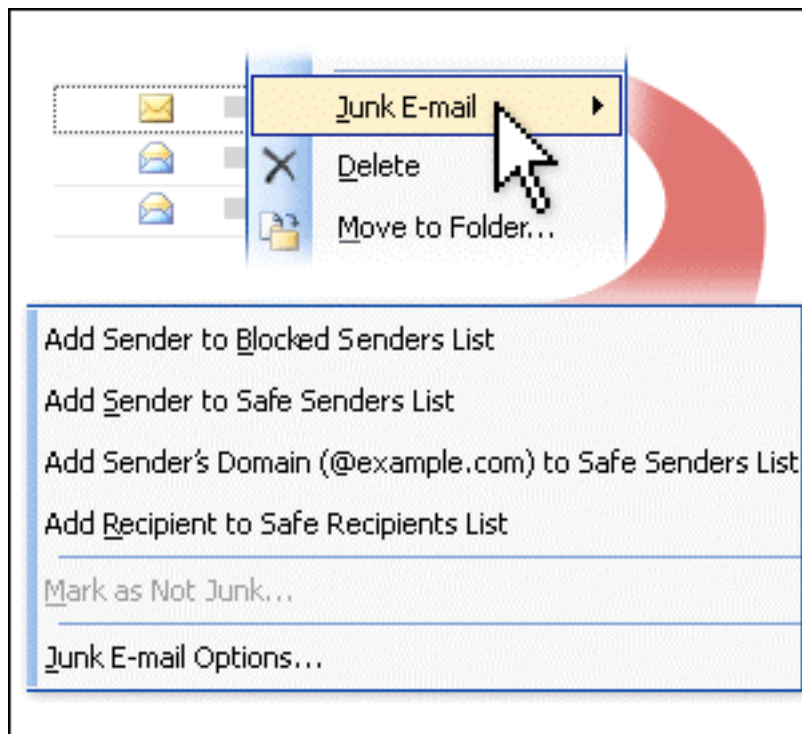 Junk E-mail
Delete
Move to Folder...
Add Sender to Blocked Senders List
Add Sender to Safe Senders List
Add Sender's Domain (@example.com) to Safe Senders List
Add Recipient to Safe Recipients List
Mark as Not Junk...
Junk E-mail Options...